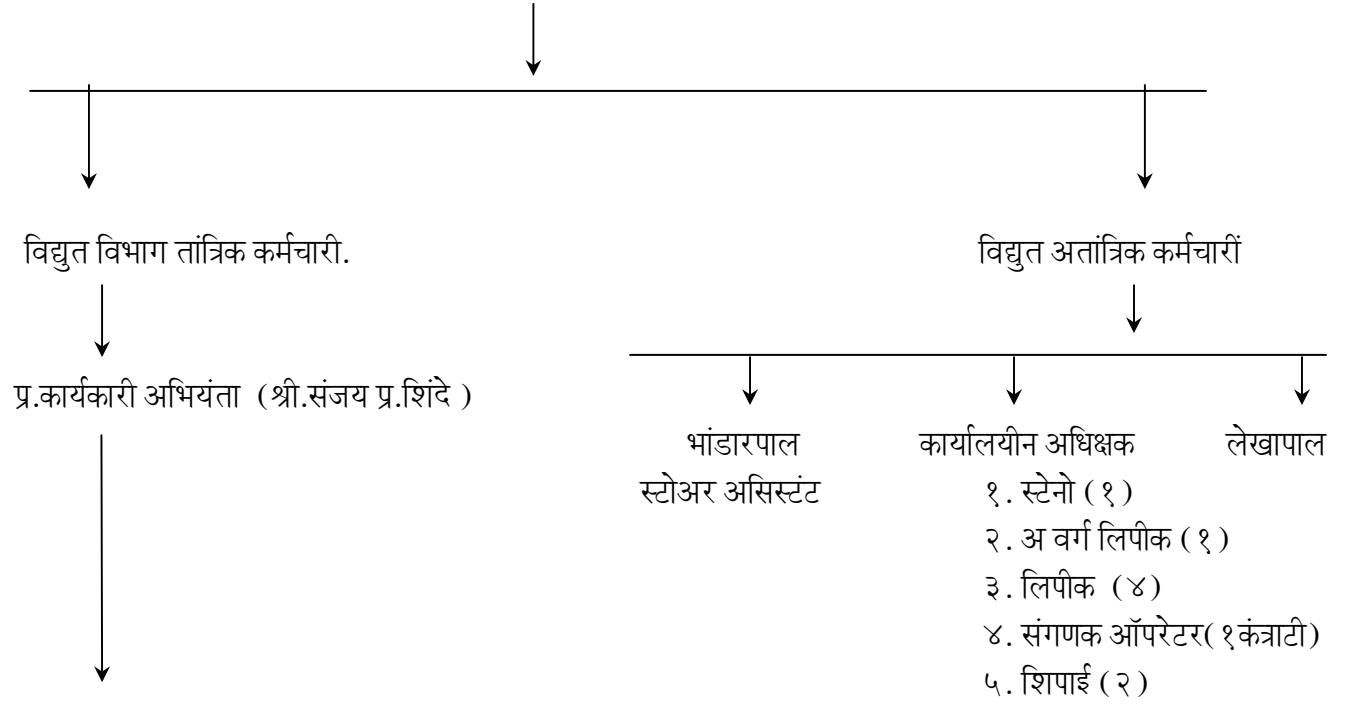 विद्युत विभाग तांत्रिक कर्मचारी.
विद्युत अतांत्रिक कर्मचारीं
प्र.कार्यकारी अभियंता (श्री.संजय प्र.शिंदे )
भांडारपाल
स्टोअर असिस्टंट
कार्यालयीन अधिक्षक
१. स्टेनो (१)
२. अ वर्ग लिपीक (१)
३. लिपीक (४)
४. संगणक ऑपरेटर(१कंत्राटी)
५. शिपाई (२)
लेखापाल